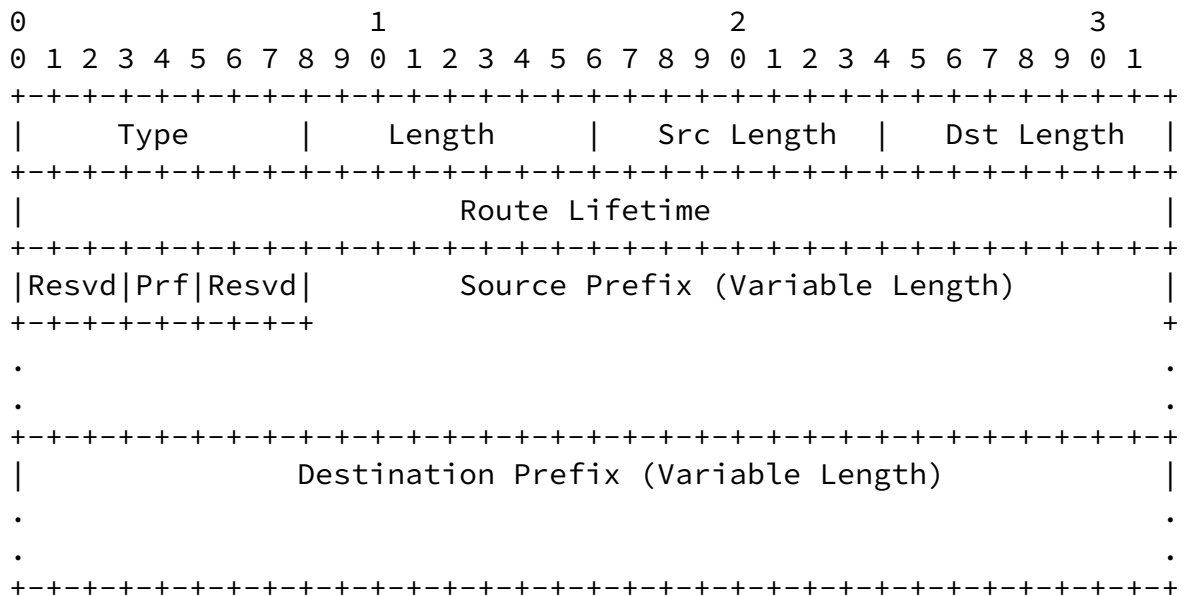 0                   1                   2                   3
0 1 2 3 4 5 6 7 8 9 0 1 2 3 4 5 6 7 8 9 0 1 2 3 4 5 6 7 8 9 0 1
+-+-+-+-+-+-+-+-+-+-+-+-+-+-+-+-+-+-+-+-+-+-+-+-+-+-+-+-+-+-+-+-+
|     Type      |    Length     |   Src Length  |   Dst Length  |
+-+-+-+-+-+-+-+-+-+-+-+-+-+-+-+-+-+-+-+-+-+-+-+-+-+-+-+-+-+-+-+-+
|                        Route Lifetime                         |
+-+-+-+-+-+-+-+-+-+-+-+-+-+-+-+-+-+-+-+-+-+-+-+-+-+-+-+-+-+-+-+-+
|Resvd|Prf|Resvd|        Source Prefix (Variable Length)        |
+-+-+-+-+-+-+-+-+                                               +
.                                                               .
.                                                               .
+-+-+-+-+-+-+-+-+-+-+-+-+-+-+-+-+-+-+-+-+-+-+-+-+-+-+-+-+-+-+-+-+
|               Destination Prefix (Variable Length)            |
.                                                               .
.                                                               .
+-+-+-+-+-+-+-+-+-+-+-+-+-+-+-+-+-+-+-+-+-+-+-+-+-+-+-+-+-+-+-+-+